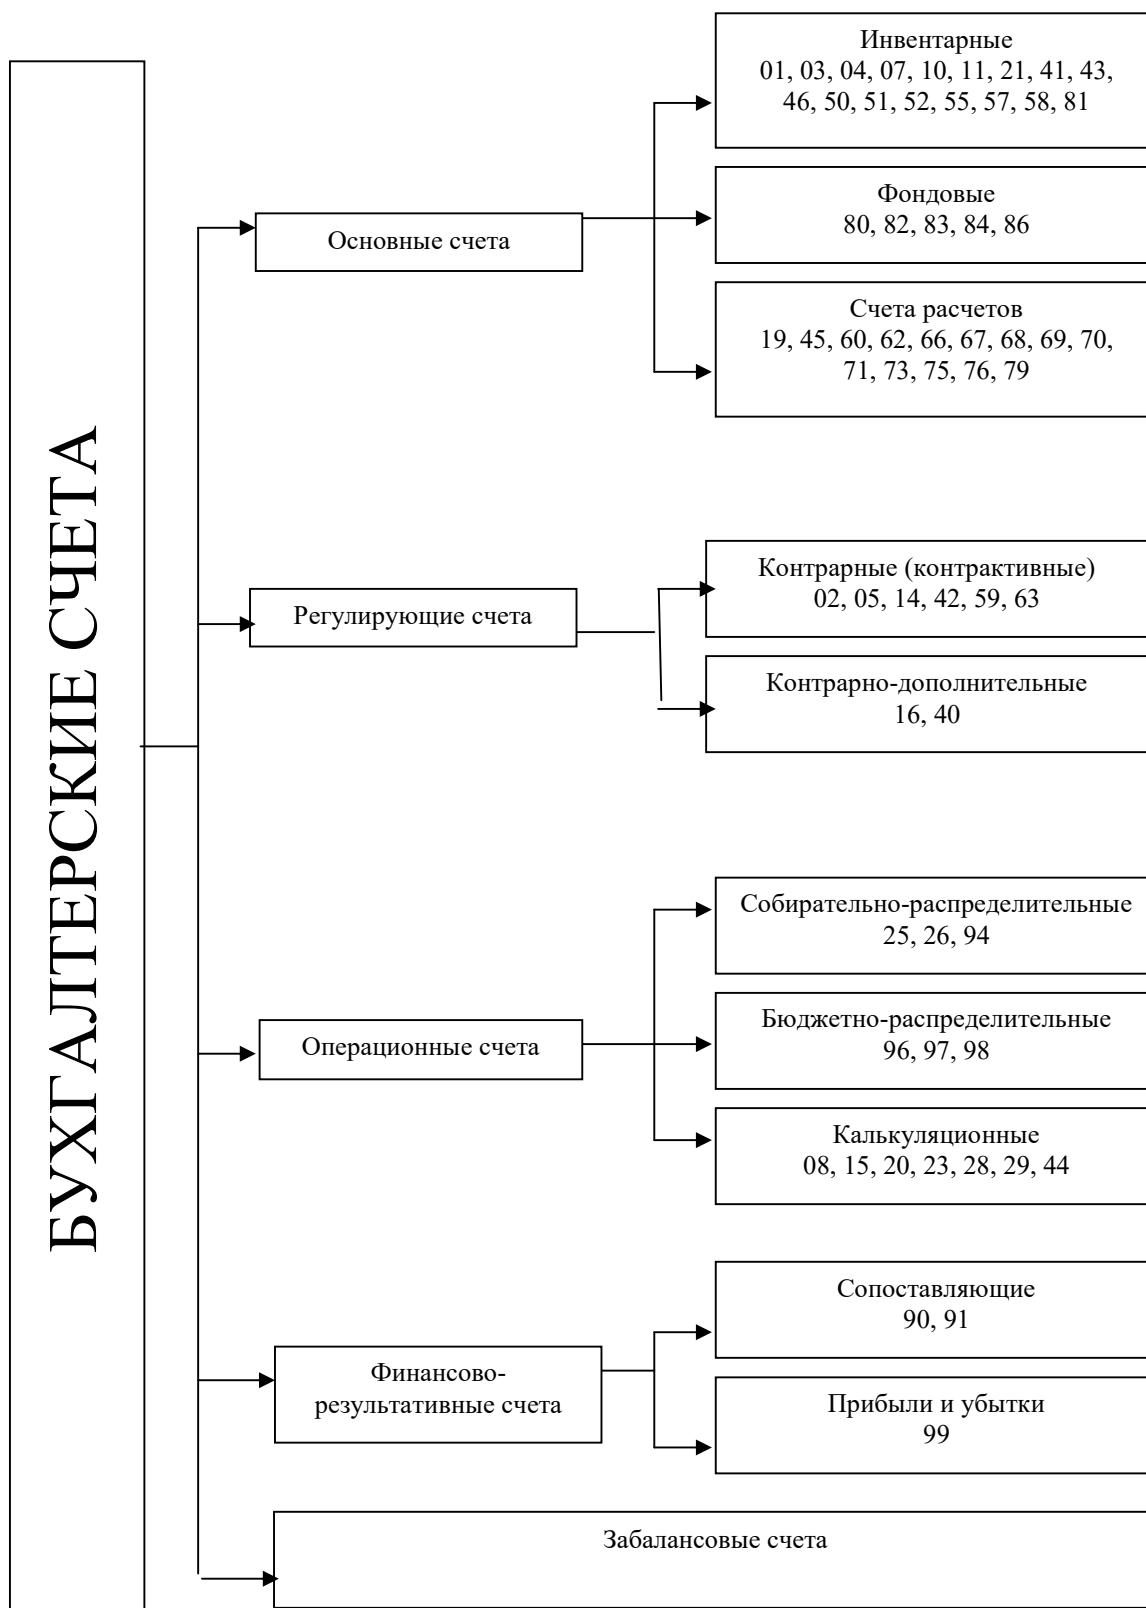 БУХГАЛТЕРСКИЕ СЧЕТА
Основные счета
Инвентарные
01, 03, 04, 07, 10, 11, 21, 41, 43,
46, 50, 51, 52, 55, 57, 58, 81
Фондовые
80, 82, 83, 84, 86
Счета расчетов
19, 45, 60, 62, 66, 67, 68, 69, 70,
71, 73, 75, 76, 79
Регулирующие счета
Контрарные (контрактивные)
02, 05, 14, 42, 59, 63
Контрарно-дополнительные
16, 40
Операционные счета
Собирательно-распределительные
25, 26, 94
Бюджетно-распределительные
96, 97, 98
Калькуляционные
08, 15, 20, 23, 28, 29, 44
Финансово-
результативные счета
Сопоставляющие
90, 91
Прибыли и убытки
99
Забалансовые счета